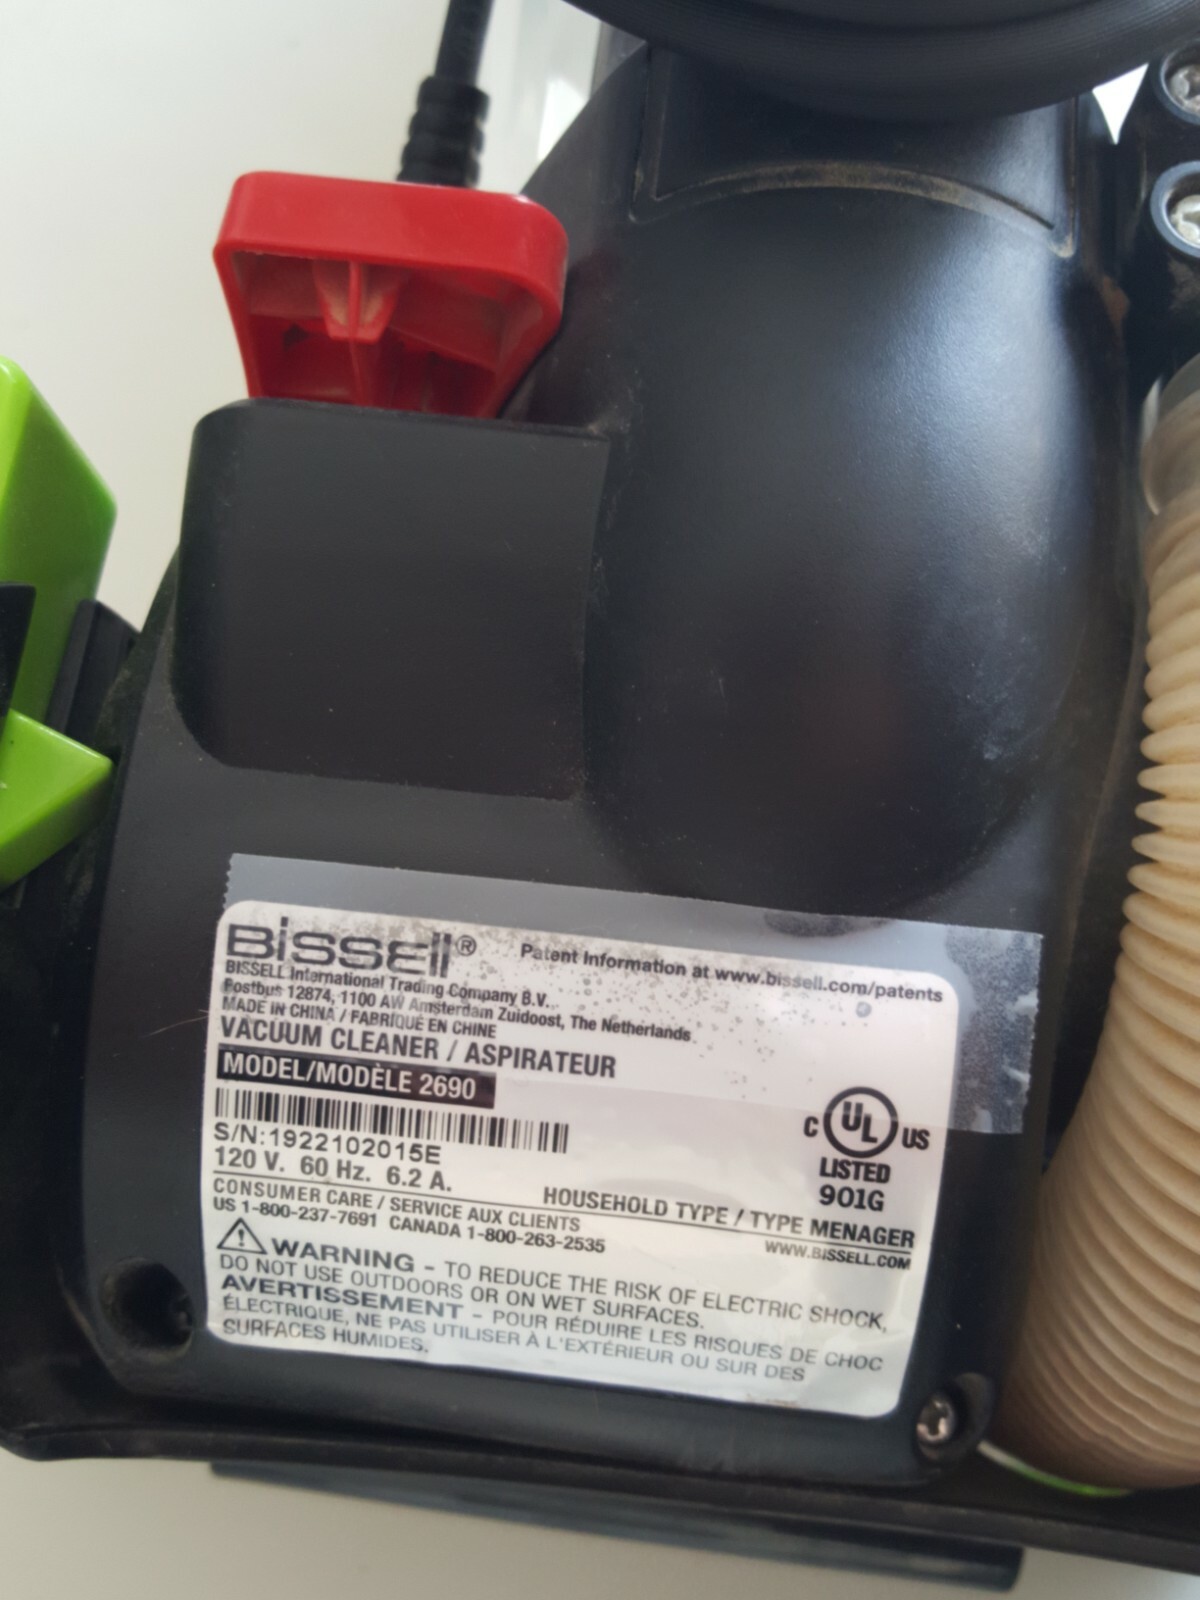 BiSSELL®
Patent Information at www.bissell.com/patents
BISSELL International Trading Company B.V.
Postbus 12874, 1100 AW Amsterdam Zuidoost, The Netherlands
MADE IN CHINA / FABRIQUÉ EN CHINE
VACUUM CLEANER / ASPIRATEUR
MODEL/MODÈLE 2690
S/N:1922102015E
120 V. 60 Hz. 6.2 A.
C UL US
LISTED
901G
HOUSEHOLD TYPE / TYPE MENAGER
CONSUMER CARE / SERVICE AUX CLIENTS
US 1-800-237-7691 CANADA 1-800-263-2535
WWW.BISSELL.COM
WARNING – TO REDUCE THE RISK OF ELECTRIC SHOCK,
DO NOT USE OUTDOORS OR ON WET SURFACES.
AVERTISSEMENT – POUR RÉDUIRE LES RISQUES DE CHOC
ÉLECTRIQUE, NE PAS UTILISER À L'EXTÉRIEUR OU SUR DES
SURFACES HUMIDES.